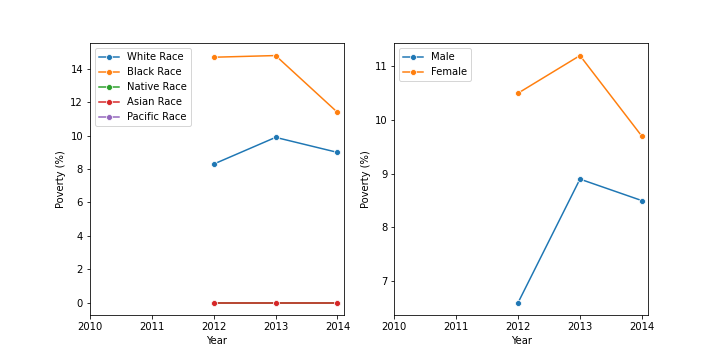 White Race
Black Race
Native Race
Asian Race
Pacific Race
14
12
10
8
6
4
2
0
Poverty (%)
2010 2011 2012 2013 2014
Year
Male
Female
11
10
9
8
7
Poverty (%)
2010 2011 2012 2013 2014
Year